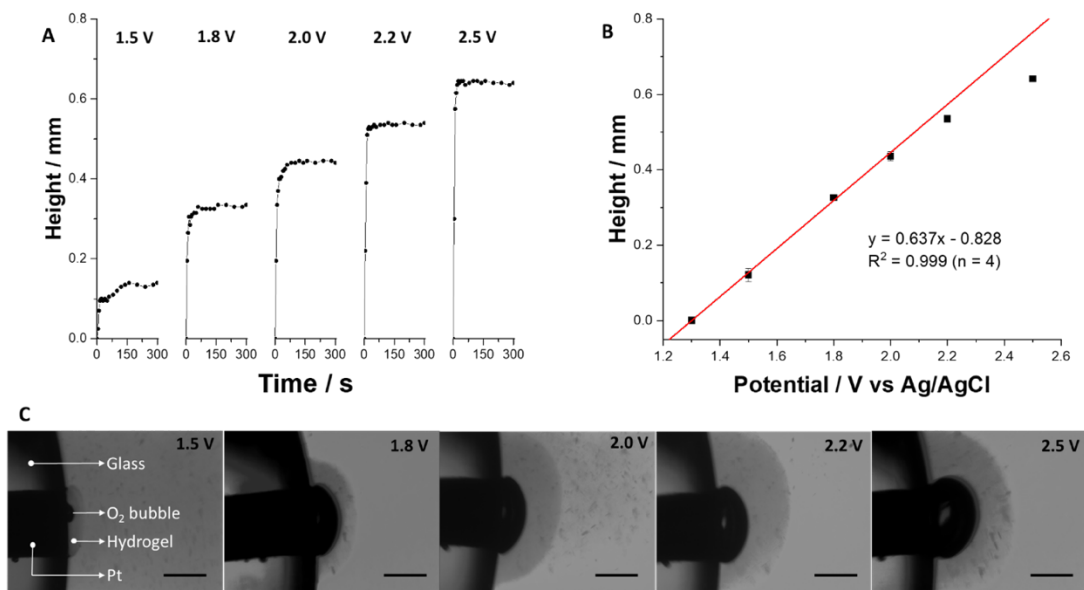 A
1.5 V 1.8 V 2.0 V 2.2 V 2.5 V
Height / mm
0.8
0.6
0.4
0.2
0.0
0 150 300 0 150 300 0 150 300 0 150 300 0 150 300
Time / s
B
Height / mm
0.8
0.6
0.4
0.2
0.0
y = 0.637x - 0.828
R² = 0.999 (n = 4)
1.2 1.4 1.6 1.8 2.0 2.2 2.4 2.6
Potential / V vs Ag/AgCl
C
1.5 V
Glass
O₂ bubble
Hydrogel
Pt
1.8 V
2.0 V
2.2 V
2.5 V